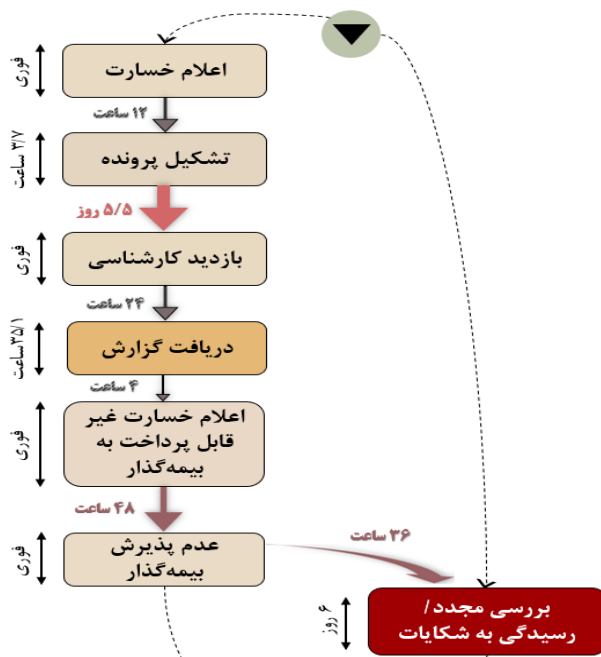 اعلام خسارت
فوری
۱۲ ساعت
تشکیل پرونده
۳/۷ ساعت
۵/۵ روز
بازدید کارشناسی
فوری
۲۴ ساعت
دریافت گزارش
۳۵/۱ ساعت
۴ ساعت
اعلام خسارت غیر
قابل پرداخت به
بیمه‌گذار
فوری
۴۸ ساعت
عدم پذیرش
بیمه‌گذار
فوری
۳۶ ساعت
بررسی مجدد/
رسیدگی به شکایات
۶ روز